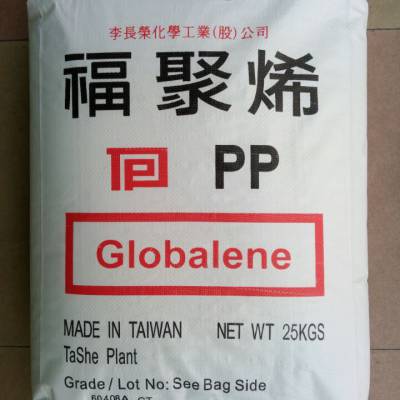 李長榮化學工業(股)公司
福聚烯
PP
Globalene
MADE IN TAIWAN NET WT 25KGS
TaShe Plant
Grade / Lot No: See Bag Side